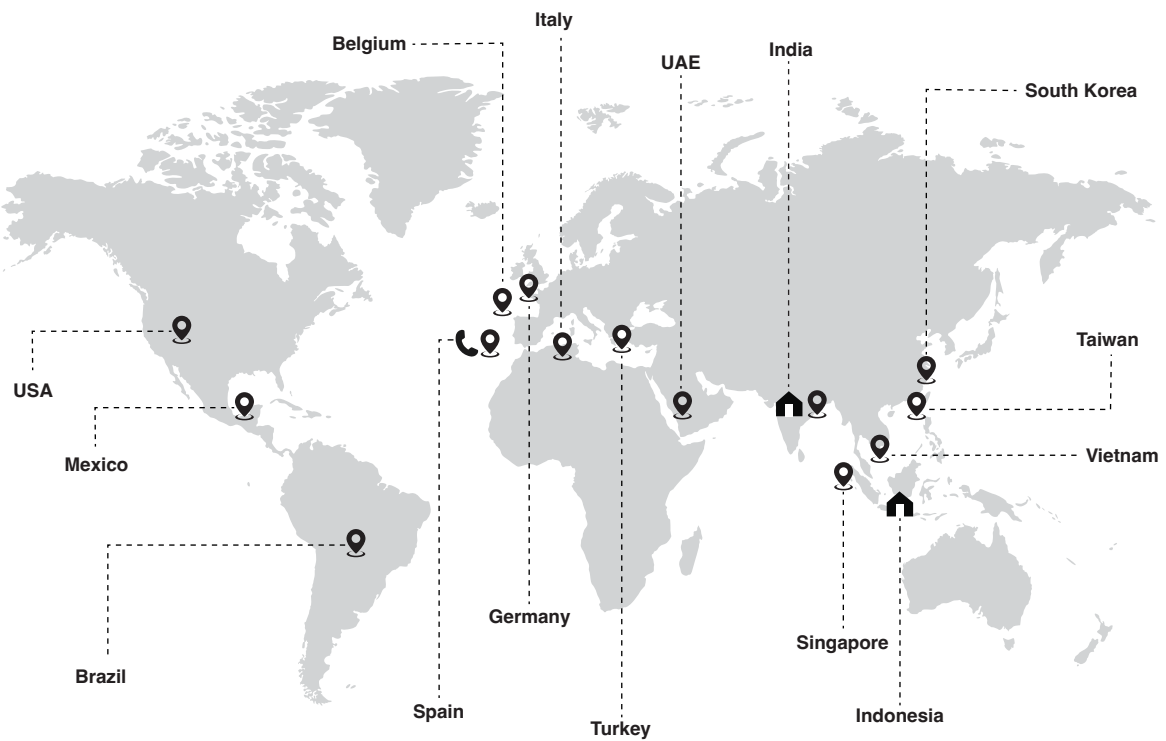 Italy
Belgium
India
UAE
South Korea
Taiwan
USA
Vietnam
Mexico
Germany
Singapore
Brazil
Spain
Indonesia
Turkey